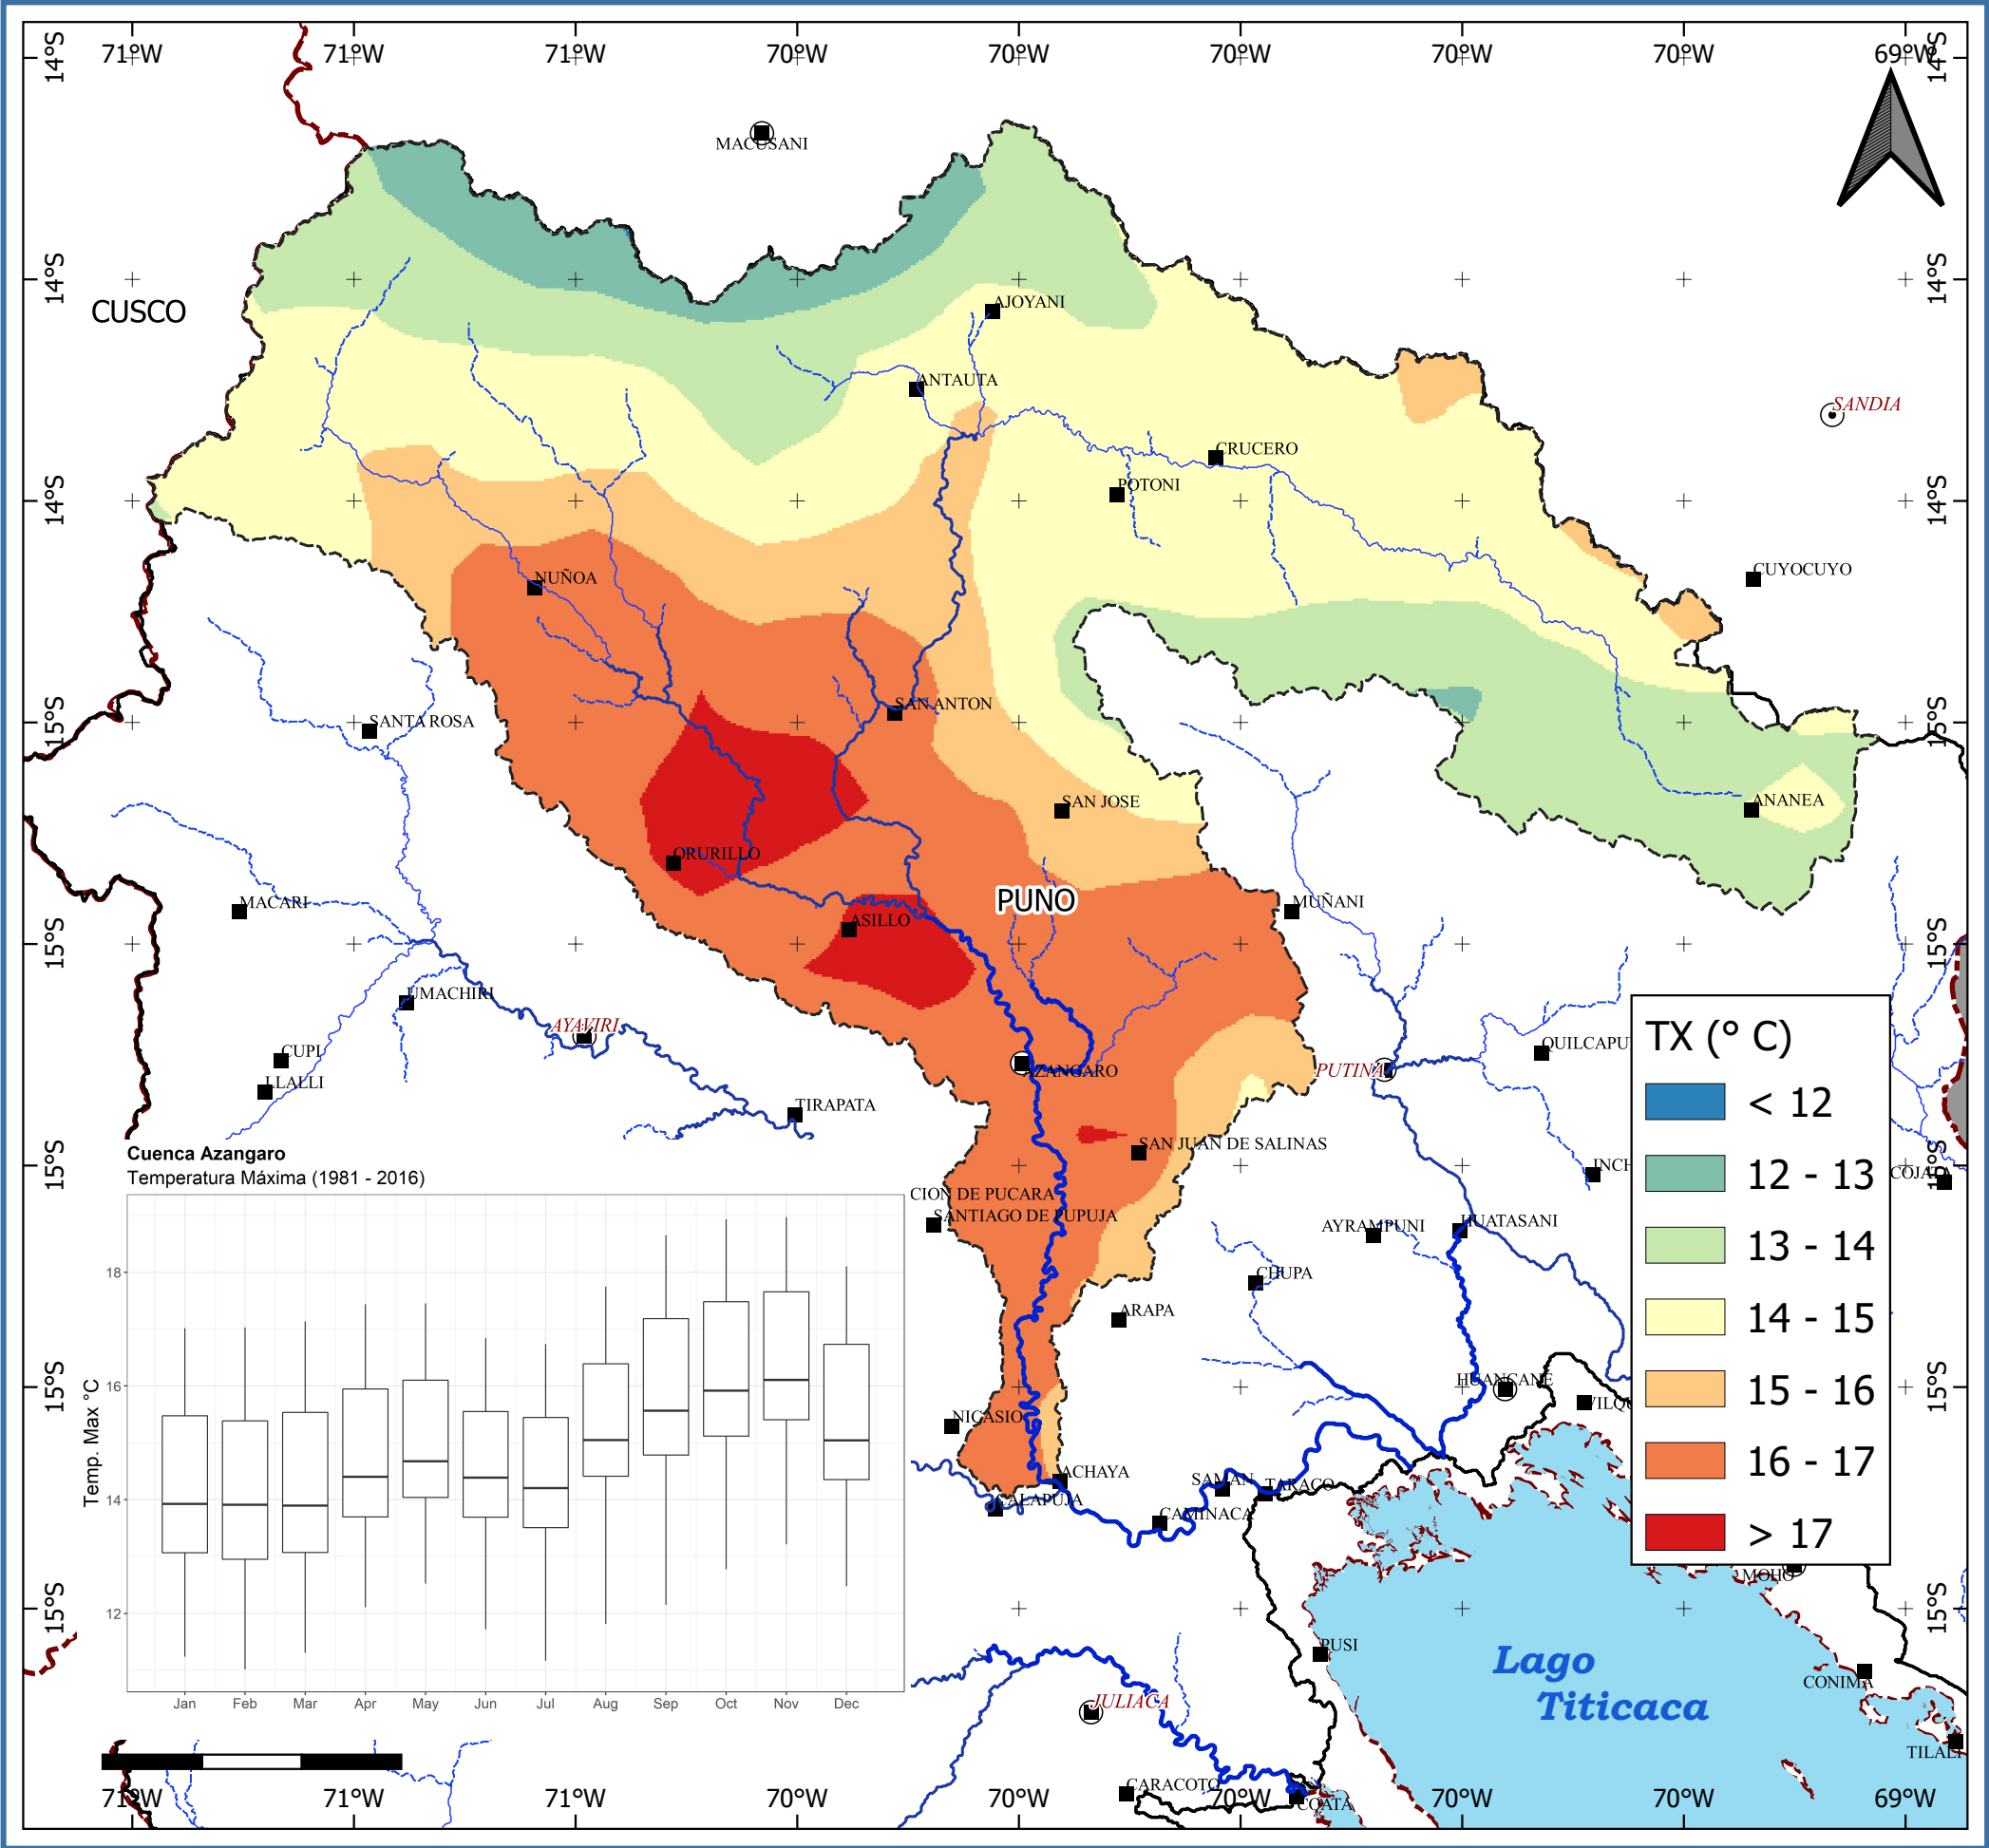 71°W 71°W 71°W 70°W 70°W 70°W 70°W 70°W 69°W
14°S
14°S
MACUSANI
14°S
14°S
CUSCO
AJOYANI
ANTAUTA
SANDIA
CRUCERO
POTONI
14°S
14°S
CUYOCUYO
NUÑOA
SAN ANTON
SANTA ROSA
15°S
15°S
SAN JOSE
ANANEA
ORURILLO
PUNO
MACARI
MUÑANI
ASILLO
15°S
15°S
UMACHIRI
AYAVIRI
QUILCAPU
CUPI
LLALLI
AZANGARO
PUTINA
TIRAPATA
SAN JUAN DE SALINAS
15°S
15°S
INCH
COJATA
CION DE PUCARA
SANTIAGO DE PUPUJA
AYRAMPUNI
HUATASANI
CHUPA
ARAPA
HUANCANE
VILQU
15°S
15°S
NICASIO
ACHAYA
SAMAN
TARACO
CALAPUJA
CAMINACA
MOHO
15°S
15°S
PUSI
Lago
Titicaca
CONIMA
JULIACA
TILALI
CARACOTO
COATA
TX (° C)
< 12
12 - 13
13 - 14
14 - 15
15 - 16
16 - 17
> 17
Cuenca Azangaro
Temperatura Máxima (1981 - 2016)
Temp. Max °C
18
16
14
12
Jan Feb Mar Apr May Jun Jul Aug Sep Oct Nov Dec
71°W 71°W 71°W 70°W 70°W 70°W 70°W 70°W 69°W